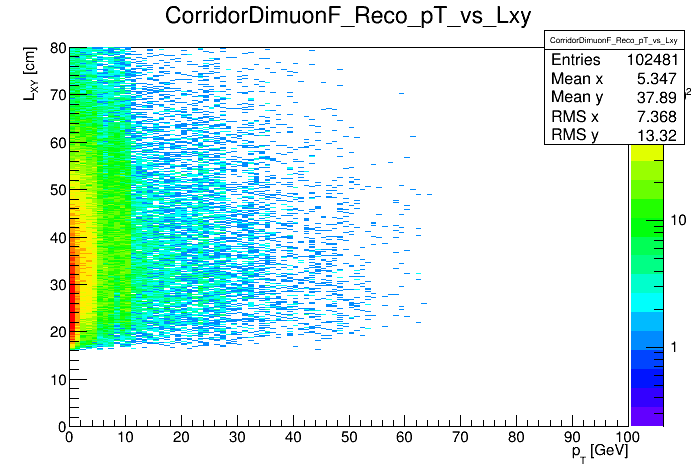 CorridorDimuonF_Reco_pT_vs_Lxy
CorridorDimuonF_Reco_pT_vs_Lxy
Entries 102481
Mean x 5.347
Mean y 37.89
RMS x 7.368
RMS y 13.32
L_XY [cm]
80
70
60
50
40
30
20
10
0
0 10 20 30 40 50 60 70 80 90 100
p_T [GeV]
2
10
1